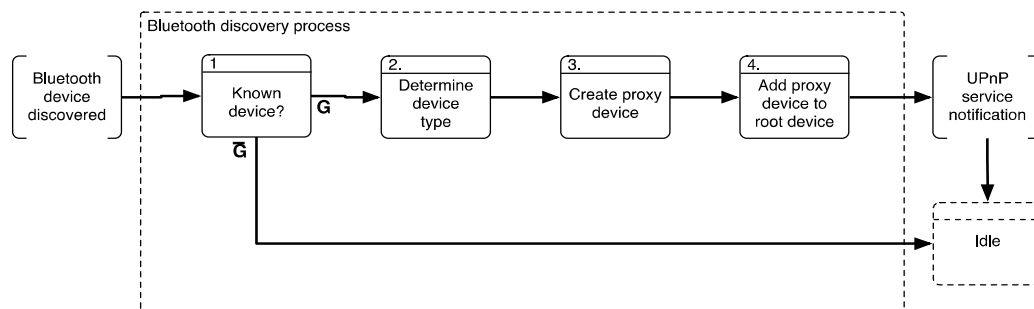 Bluetooth discovery process
Bluetooth
device
discovered
1
Known
device?
G
G̅
2.
Determine
device
type
3.
Create proxy
device
4.
Add proxy
device to
root device
UPnP
service
notification
Idle